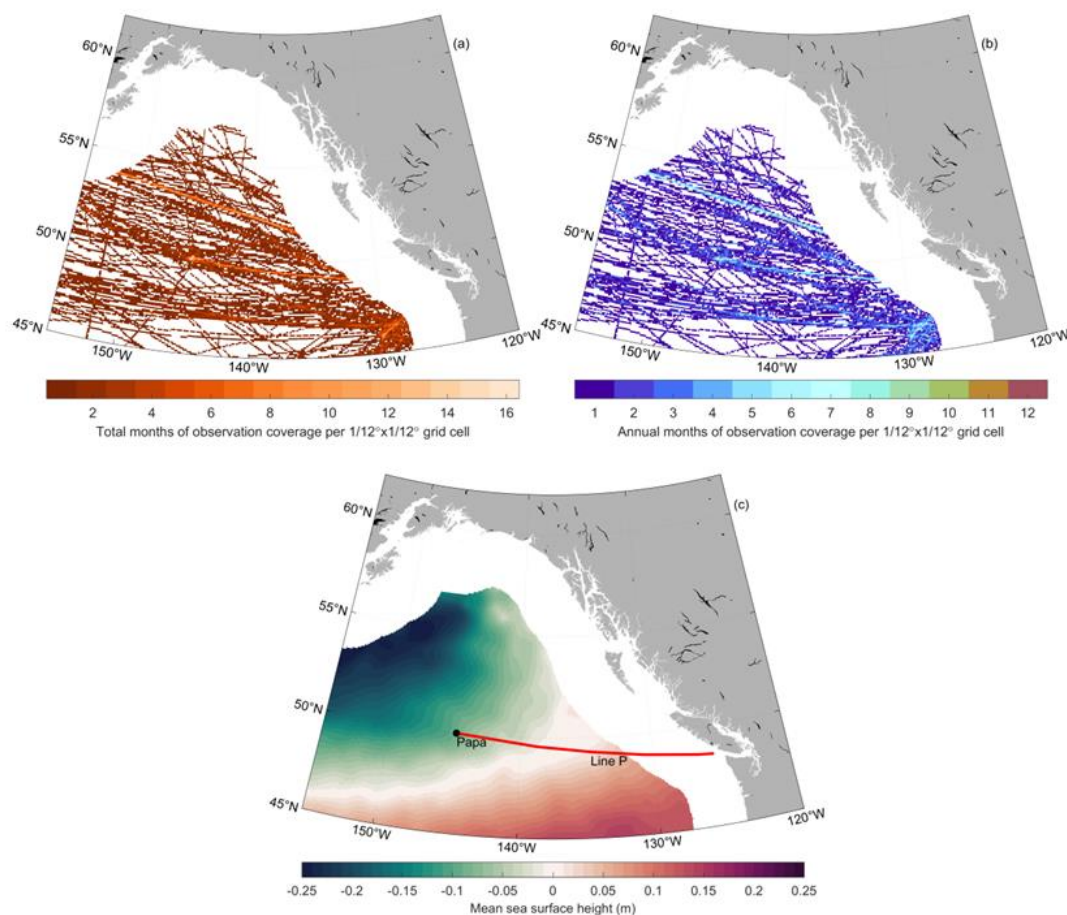 (a)
60°N
55°N
50°N
45°N
150°W
140°W
130°W
120°W
2 4 6 8 10 12 14 16
Total months of observation coverage per 1/12°x1/12° grid cell
(b)
60°N
55°N
50°N
45°N
150°W
140°W
130°W
120°W
1 2 3 4 5 6 7 8 9 10 11 12
Annual months of observation coverage per 1/12°x1/12° grid cell
(c)
60°N
55°N
50°N
Papa
Line P
45°N
150°W
140°W
130°W
120°W
-0.25 -0.2 -0.15 -0.1 -0.05 0 0.05 0.1 0.15 0.2 0.25
Mean sea surface height (m)